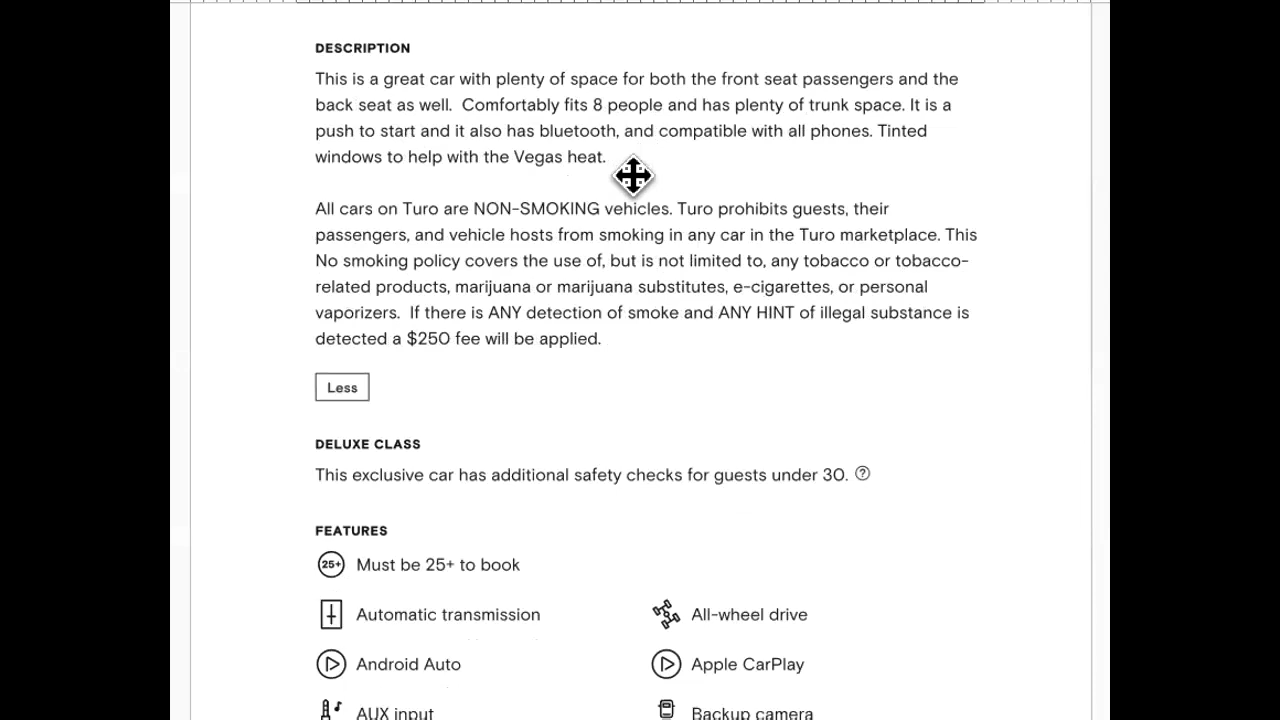 DESCRIPTION
This is a great car with plenty of space for both the front seat passengers and the
back seat as well.  Comfortably fits 8 people and has plenty of trunk space. It is a
push to start and it also has bluetooth, and compatible with all phones. Tinted
windows to help with the Vegas heat.
All cars on Turo are NON-SMOKING vehicles. Turo prohibits guests, their
passengers, and vehicle hosts from smoking in any car in the Turo marketplace. This
No smoking policy covers the use of, but is not limited to, any tobacco or tobacco-
related products, marijuana or marijuana substitutes, e-cigarettes, or personal
vaporizers.  If there is ANY detection of smoke and ANY HINT of illegal substance is
detected a $250 fee will be applied.
Less
DELUXE CLASS
This exclusive car has additional safety checks for guests under 30. ?
FEATURES
25+ Must be 25+ to book
Automatic transmission
All-wheel drive
Android Auto
Apple CarPlay
AUX input
Backup camera